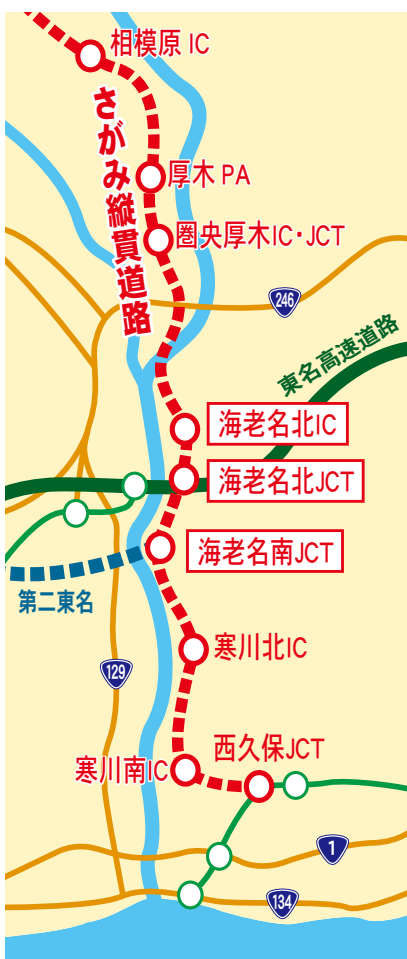 相模原 IC
さがみ縦貫道路
厚木 PA
圏央厚木IC・JCT
246
東名高速道路
海老名北IC
海老名北JCT
海老名南JCT
第二東名
寒川北IC
129
西久保JCT
寒川南IC
1
134